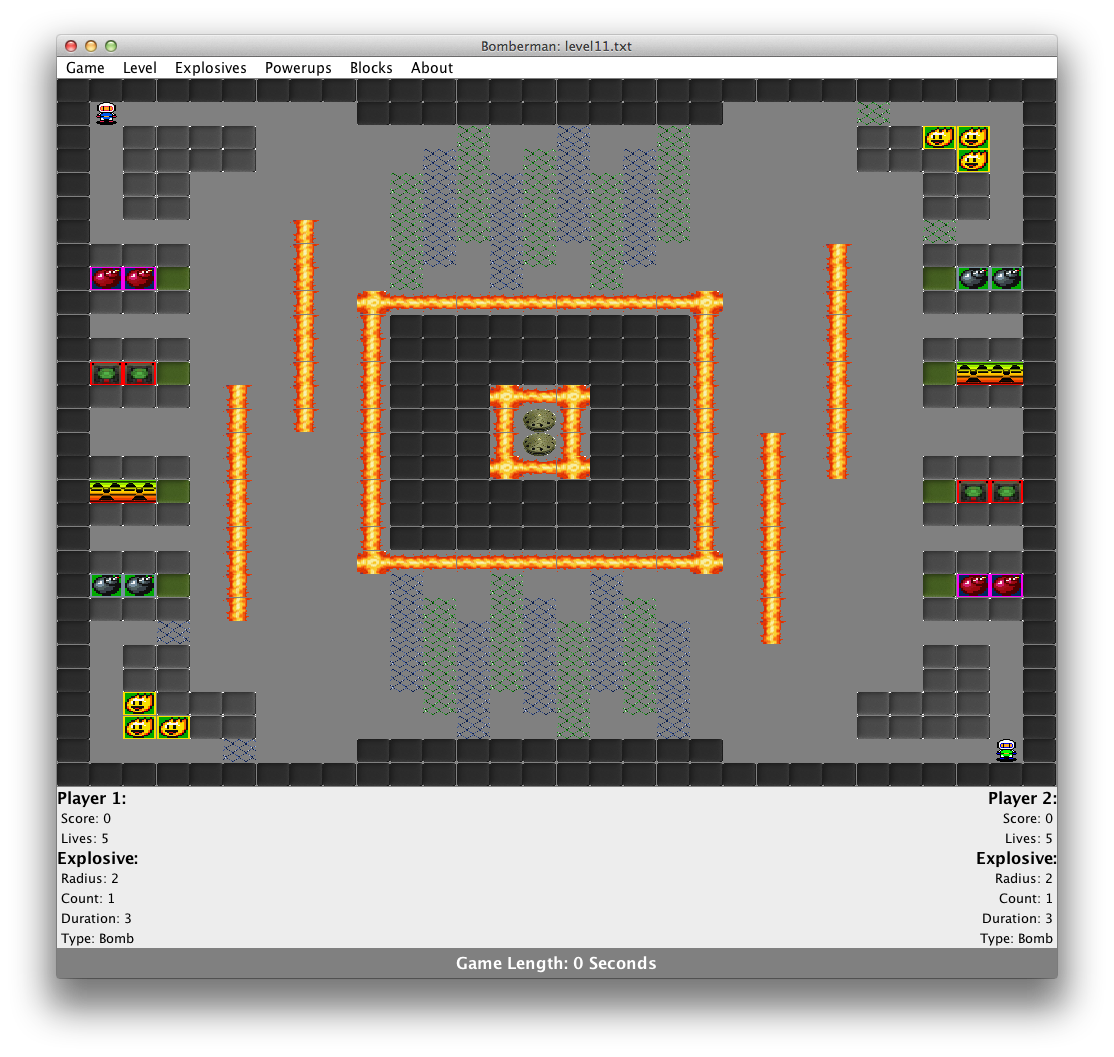 Bomberman: level11.txt
Game Level Explosives Powerups Blocks About
Player 1: Player 2:
Score: 0 Score: 0
Lives: 5 Lives: 5
Explosive: Explosive:
Radius: 2 Radius: 2
Count: 1 Count: 1
Duration: 3 Duration: 3
Type: Bomb Type: Bomb
Game Length: 0 Seconds